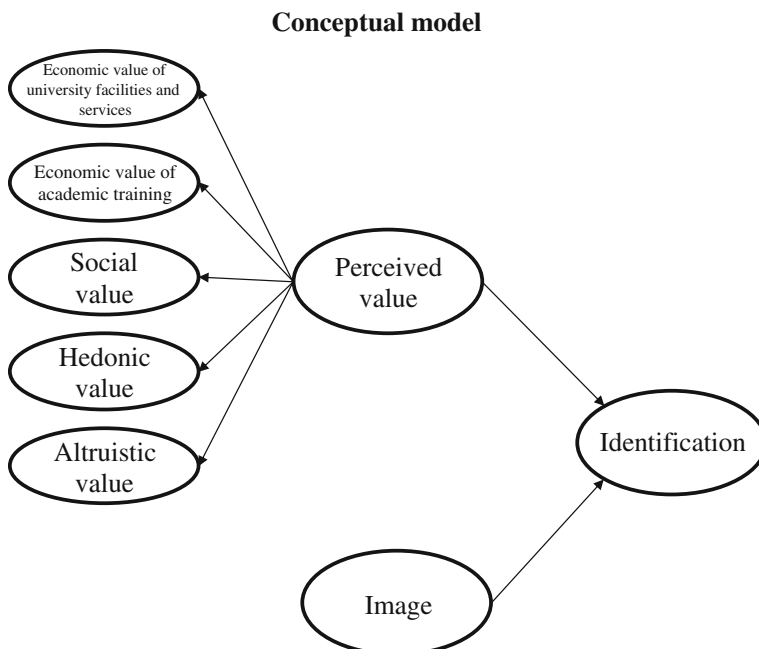 Conceptual model
Economic value of
university facilities and
services
Economic value of
academic training
Social
value
Hedonic
value
Altruistic
value
Perceived
value
Identification
Image